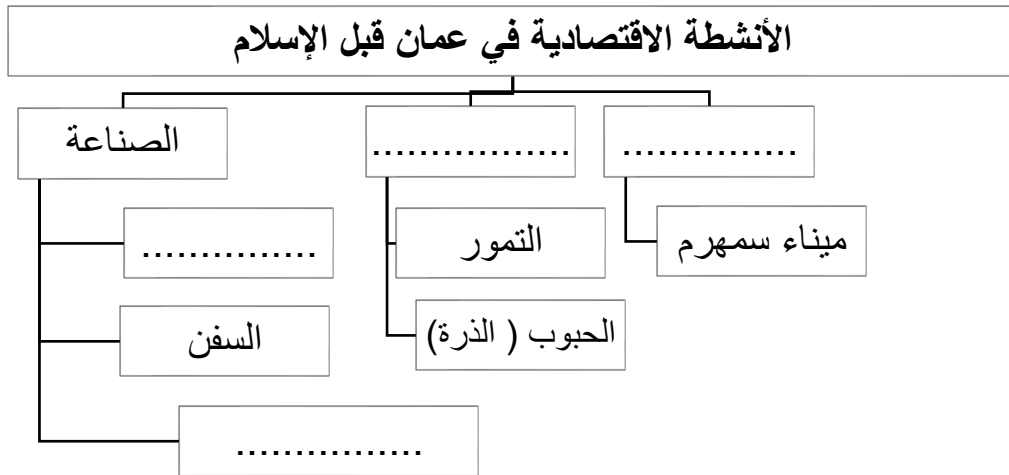 الأنشطة الاقتصادية في عمان قبل الإسلام
...............
.................
الصناعة
ميناء سمهرم
التمور
...............
الحبوب ( الذرة)
السفن
................